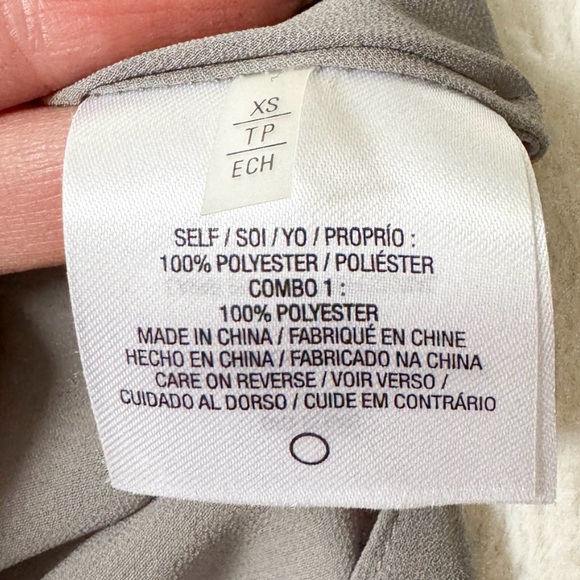 XS
TP
ECH
SELF / SOI / YO / PROPRÍO :
100% POLYESTER / POLIÉSTER
COMBO 1 :
100% POLYESTER
MADE IN CHINA / FABRIQUÉ EN CHINE
HECHO EN CHINA / FABRICADO NA CHINA
CARE ON REVERSE / VOIR VERSO /
CUIDADO AL DORSO / CUIDE EM CONTRÁRIO